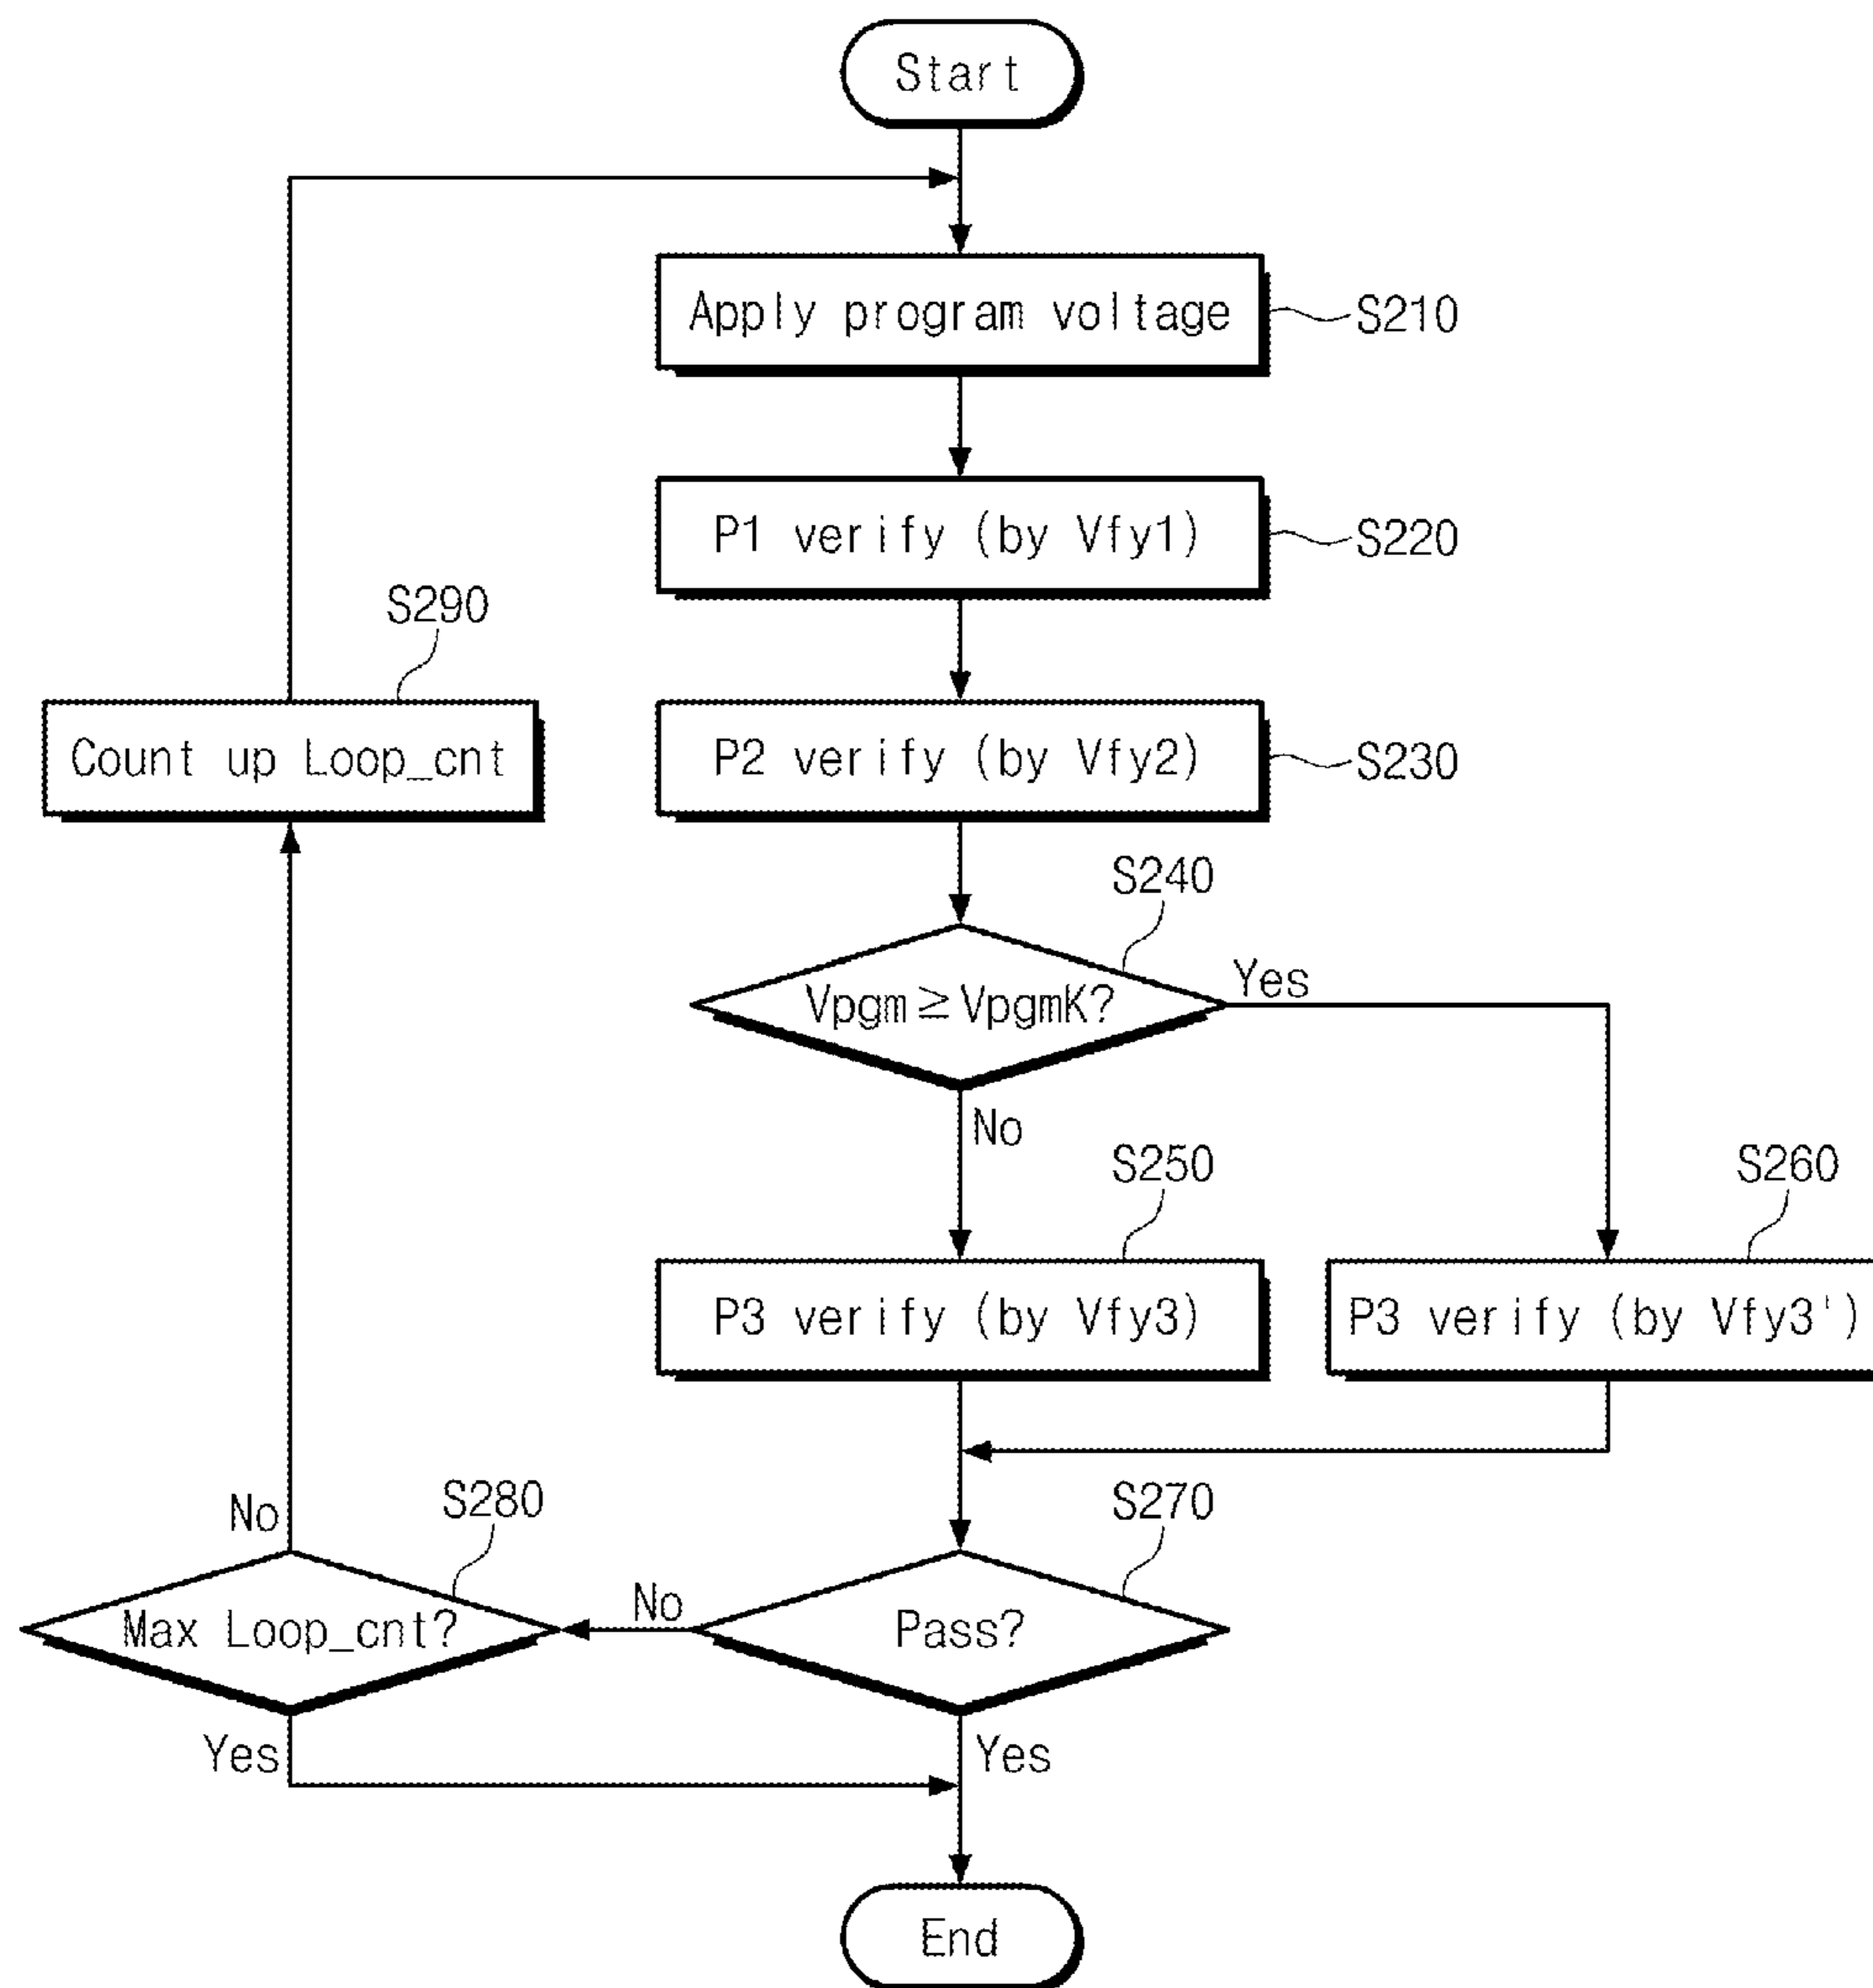 Start
Apply program voltage
S210
P1 verify (by Vfy1)
S220
S290
Count up Loop_cnt
P2 verify (by Vfy2)
S230
S240
Vpgm≧VpgmK?
Yes
No
S250
S260
P3 verify (by Vfy3)
P3 verify (by Vfy3')
No
S280
S270
Max Loop_cnt?
No
Pass?
Yes
Yes
End